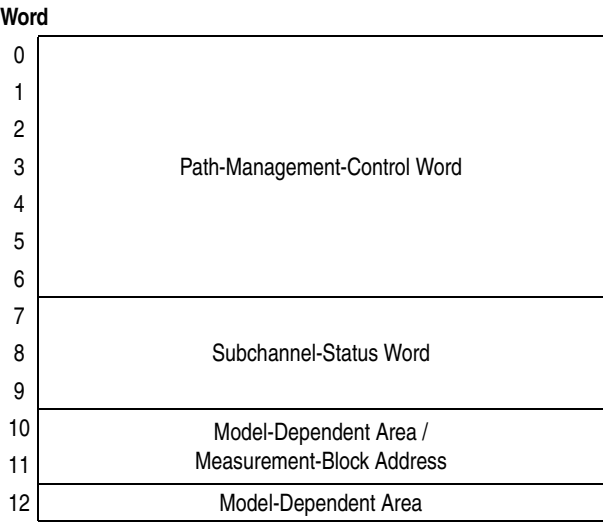 Word
0
1
2
3 Path-Management-Control Word
4
5
6
7
8 Subchannel-Status Word
9
10 Model-Dependent Area /
11 Measurement-Block Address
12 Model-Dependent Area